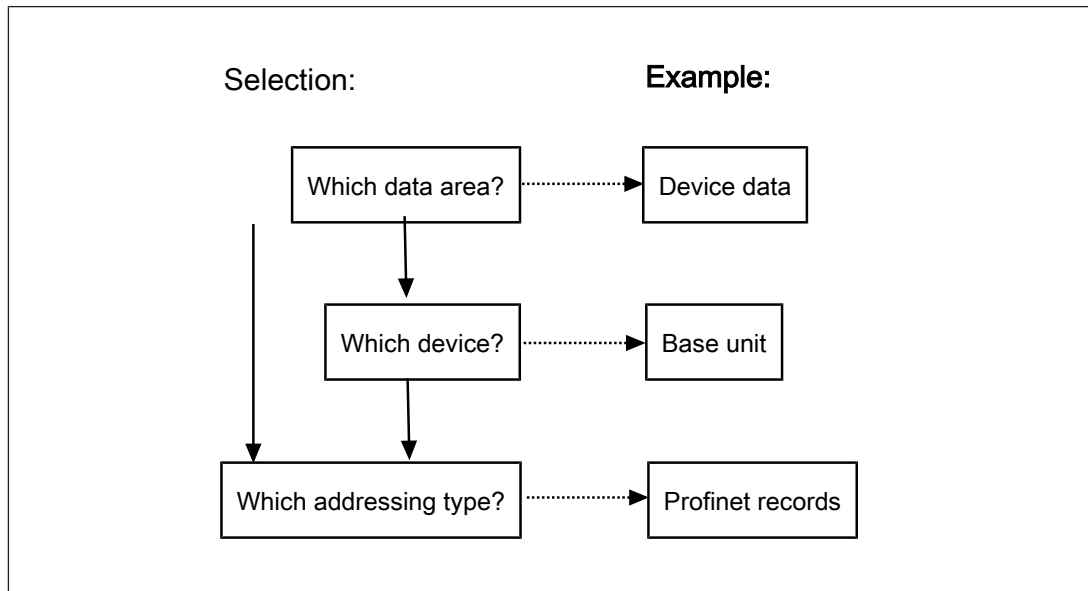 Selection:
Example:
Which data area?
Device data
Which device?
Base unit
Which addressing type?
Profinet records